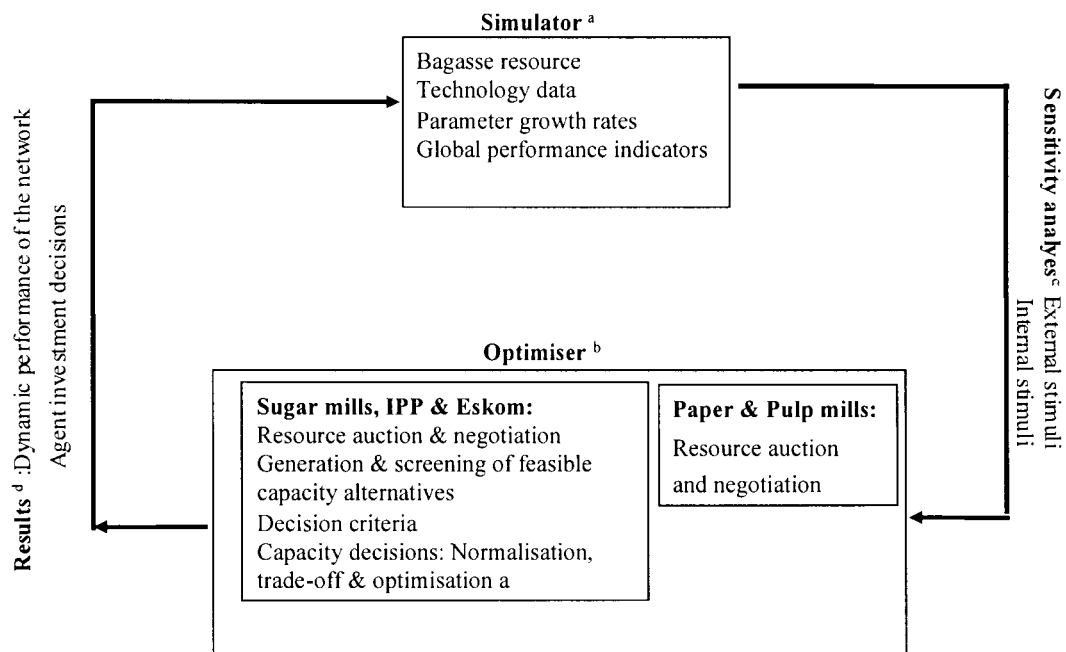 Simulator a
Bagasse resource
Technology data
Parameter growth rates
Global performance indicators
Results d :Dynamic performance of the network
Agent investment decisions
Sensitivity analyes c External stimuli
Internal stimuli
Optimiser b
Sugar mills, IPP & Eskom:
Resource auction & negotiation
Generation & screening of feasible
capacity alternatives
Decision criteria
Capacity decisions: Normalisation,
trade-off & optimisation a
Paper & Pulp mills:
Resource auction
and negotiation